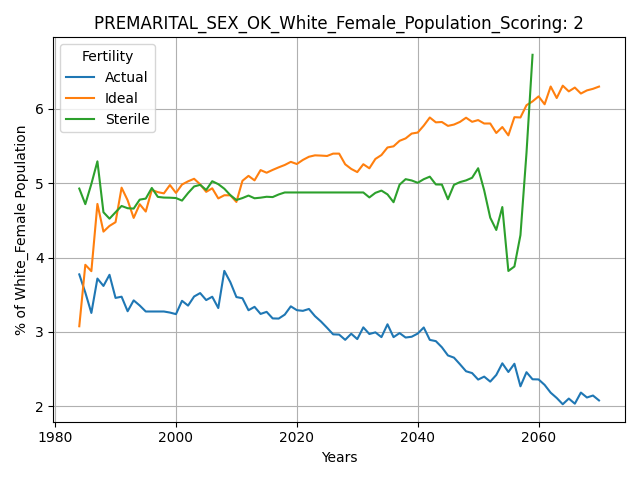 PREMARITAL_SEX_OK_White_Female_Population_Scoring: 2
Fertility
Actual
Ideal
Sterile
% of White_Female Population
6
5
4
3
2
1980
2000
2020
2040
2060
Years